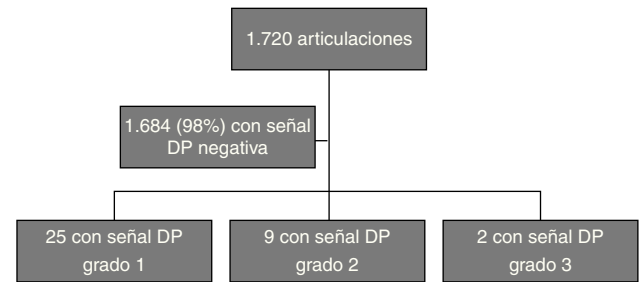 1.720 articulaciones
1.684 (98%) con señal
DP negativa
25 con señal DP
grado 1
9 con señal DP
grado 2
2 con señal DP
grado 3